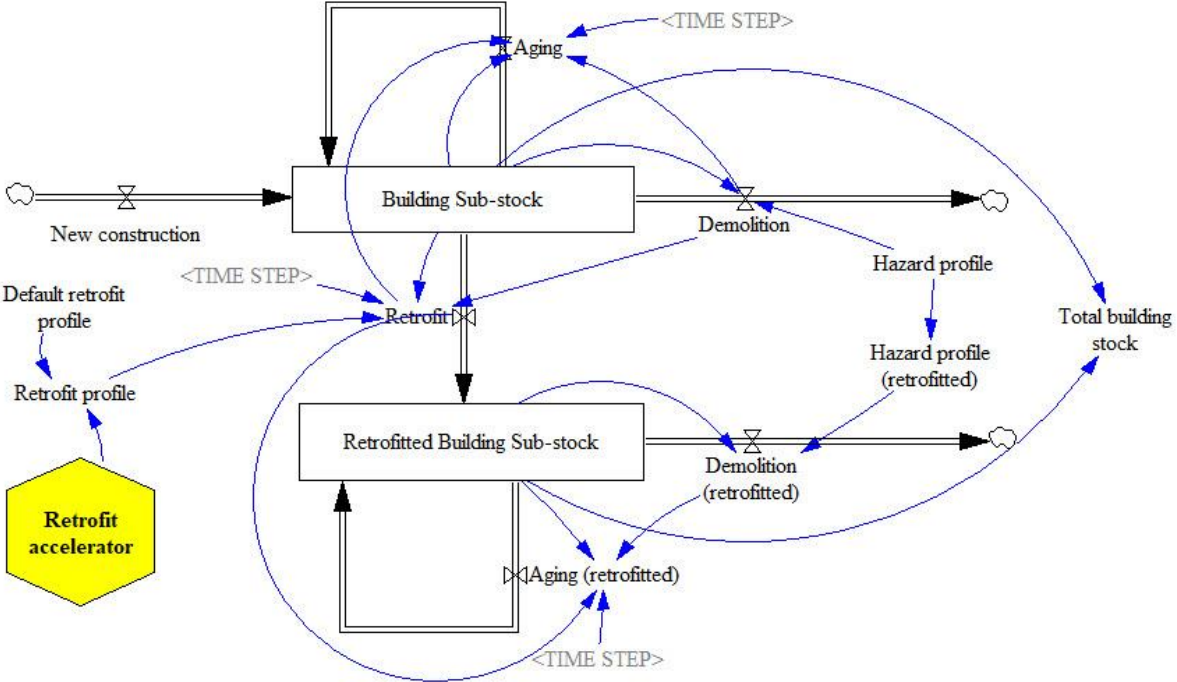 <TIME STEP>
Aging
Building Sub-stock
New construction
Demolition
Hazard profile
<TIME STEP>
Default retrofit
profile
Retrofit
Total building
stock
Hazard profile
(retrofitted)
Retrofit profile
Retrofitted Building Sub-stock
Demolition
(retrofitted)
Retrofit
accelerator
Aging (retrofitted)
<TIME STEP>